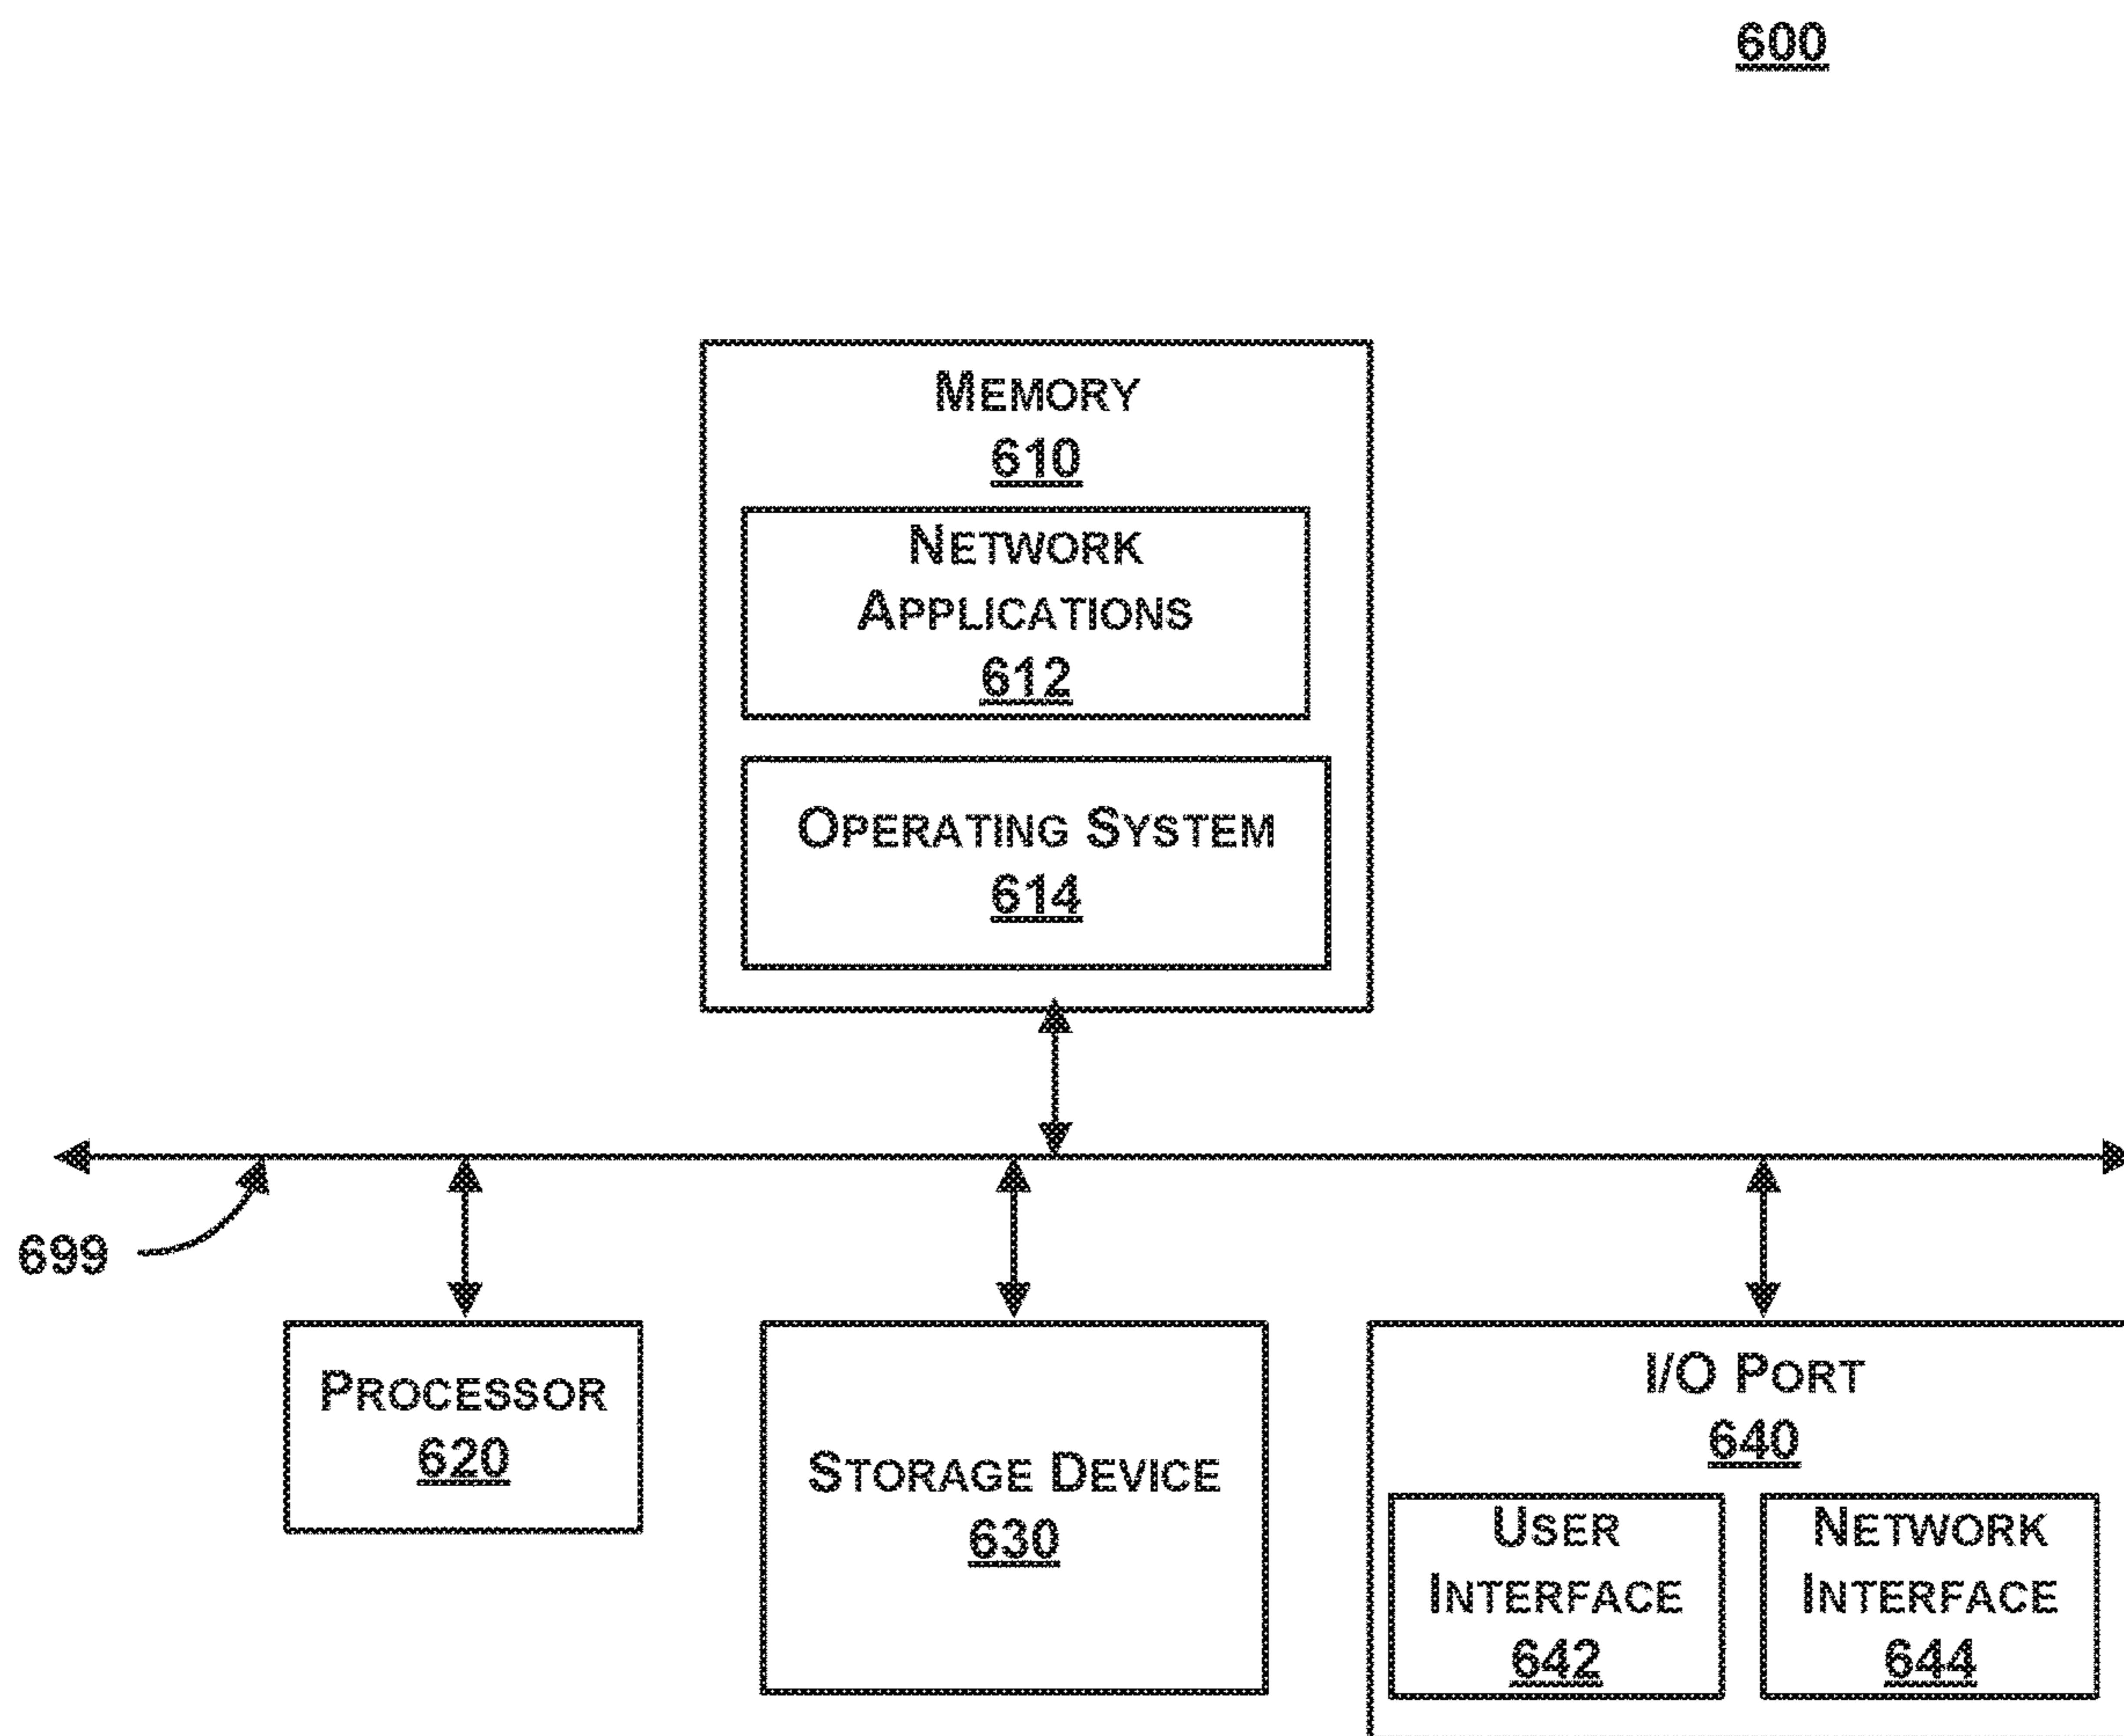 600
MEMORY
610
NETWORK
APPLICATIONS
612
OPERATING SYSTEM
614
699
PROCESSOR
620
STORAGE DEVICE
630
I/O PORT
640
USER
INTERFACE
642
NETWORK
INTERFACE
644